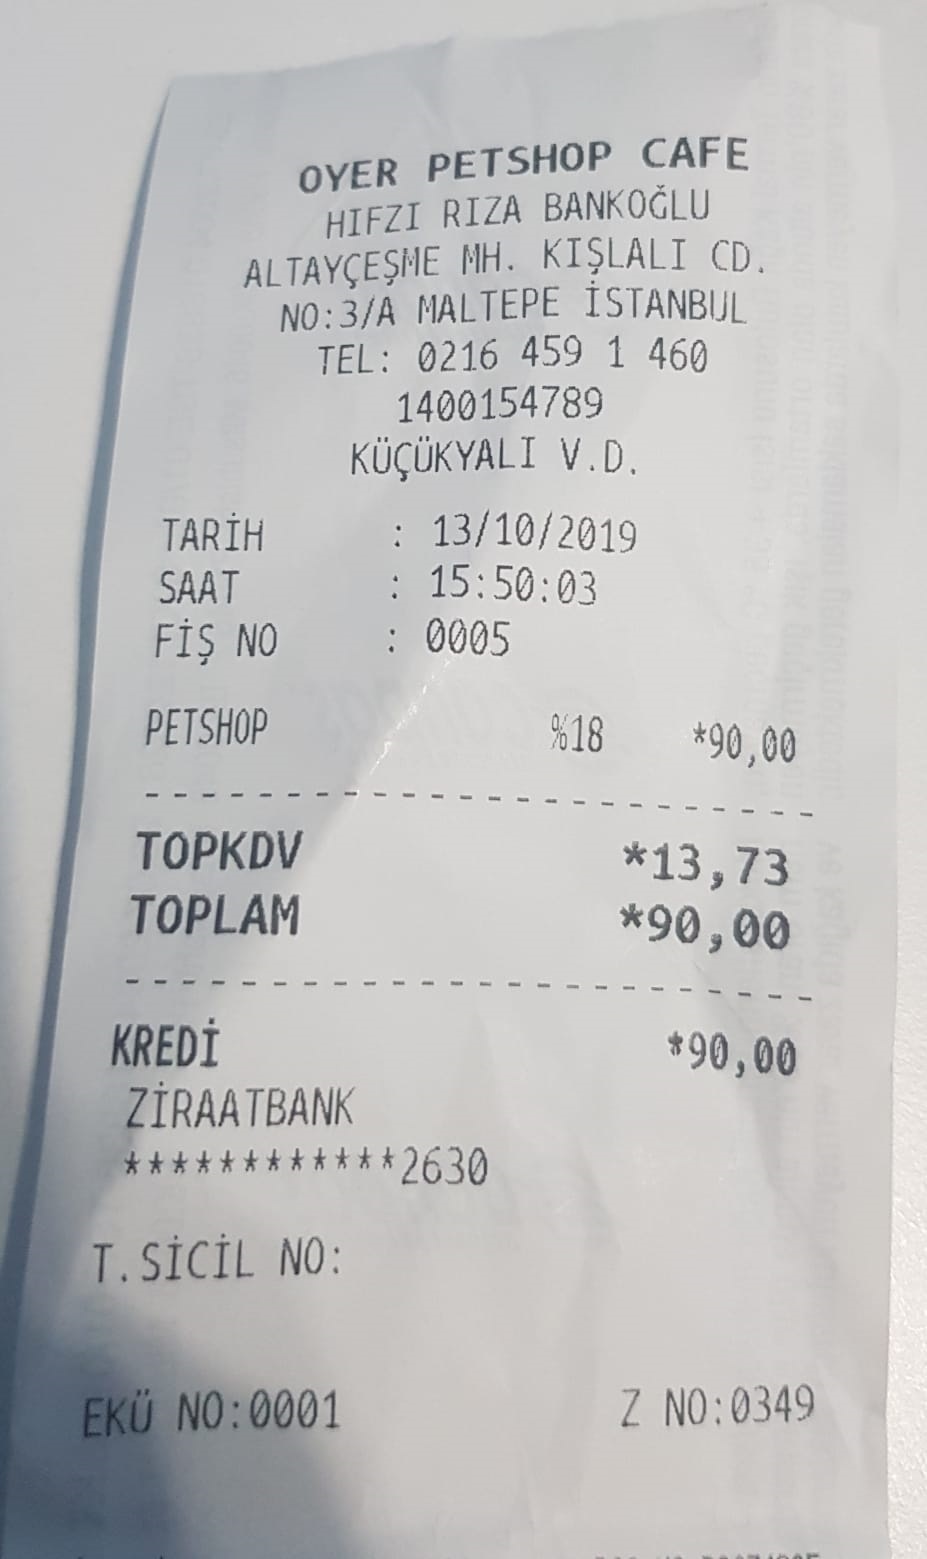 OYER PETSHOP CAFE
HIFZI RIZA BANKOĞLU
ALTAYÇEŞME MH. KIŞLALI CD.
NO:3/A MALTEPE İSTANBUL
TEL: 0216 459 1 460
1400154789
KÜÇÜKYALI V.D.
TARİH : 13/10/2019
SAAT : 15:50:03
FİŞ NO : 0005
PETSHOP %18 *90,00
TOPKDV *13,73
TOPLAM *90,00
KREDİ *90,00
ZİRAATBANK
************2630
T.SİCİL NO:
EKÜ NO:0001 Z NO:0349